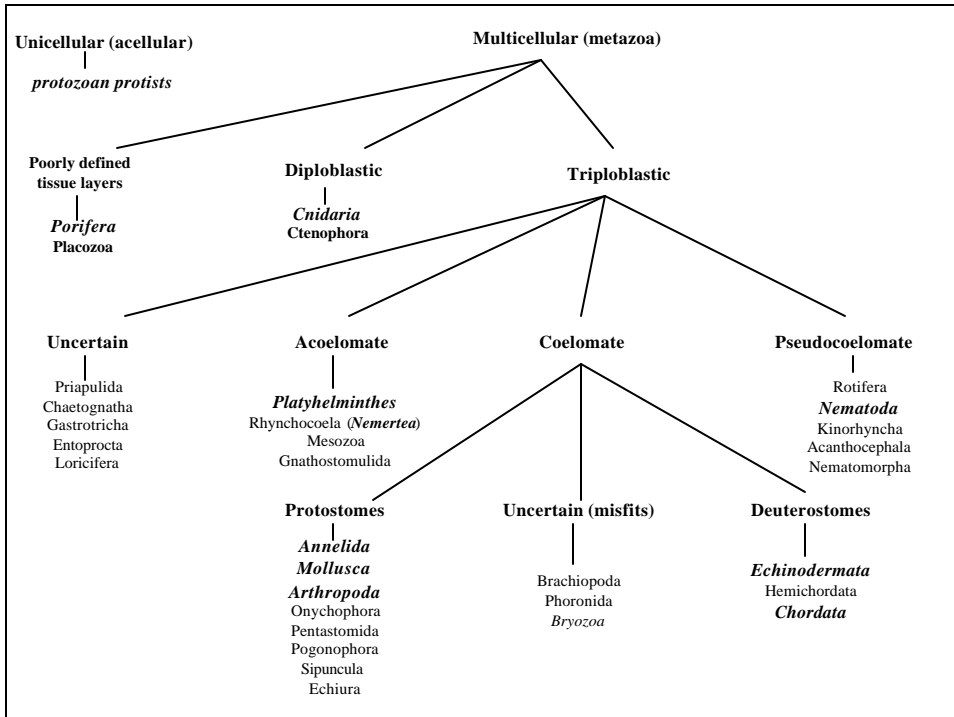 Unicellular (acellular)
protozoan protists
Multicellular (metazoa)
Poorly defined
tissue layers
Porifera
Placozoa
Diploblastic
Cnidaria
Ctenophora
Triploblastic
Uncertain
Priapulida
Chaetognatha
Gastrotricha
Entoprocta
Loricifera
Acoelomate
Platyhelminthes
Rhynchocoela (Nemertea)
Mesozoa
Gnathostomulida
Coelomate
Pseudocoelomate
Rotifera
Nematoda
Kinorhyncha
Acanthocephala
Nematomorpha
Protostomes
Annelida
Mollusca
Arthropoda
Onychophora
Pentastomida
Pogonophora
Sipuncula
Echiura
Uncertain (misfits)
Brachiopoda
Phoronida
Bryozoa
Deuterostomes
Echinodermata
Hemichordata
Chordata